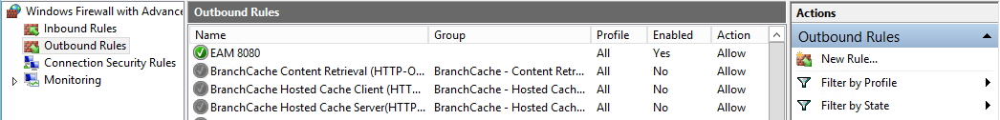 Windows Firewall with Advance
Inbound Rules
Outbound Rules
Connection Security Rules
Monitoring
Outbound Rules
Name Group Profile Enabled Action
EAM 8080 All Yes Allow
BranchCache Content Retrieval (HTTP-O... BranchCache - Content Retr... All No Allow
BranchCache Hosted Cache Client (HTT... BranchCache - Hosted Cach... All No Allow
BranchCache Hosted Cache Server(HTTP... BranchCache - Hosted Cach... All No Allow
Actions
Outbound Rules
New Rule...
Filter by Profile
Filter by State